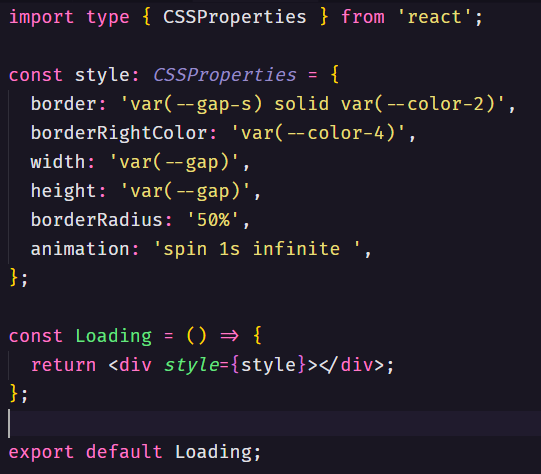 import type { CSSProperties } from 'react';
const style: CSSProperties = {
border: 'var(--gap-s) solid var(--color-2)',
borderRightColor: 'var(--color-4)',
width: 'var(--gap)',
height: 'var(--gap)',
borderRadius: '50%',
animation: 'spin 1s infinite ',
};
const Loading = () => {
return <div style={style}></div>;
};
export default Loading;